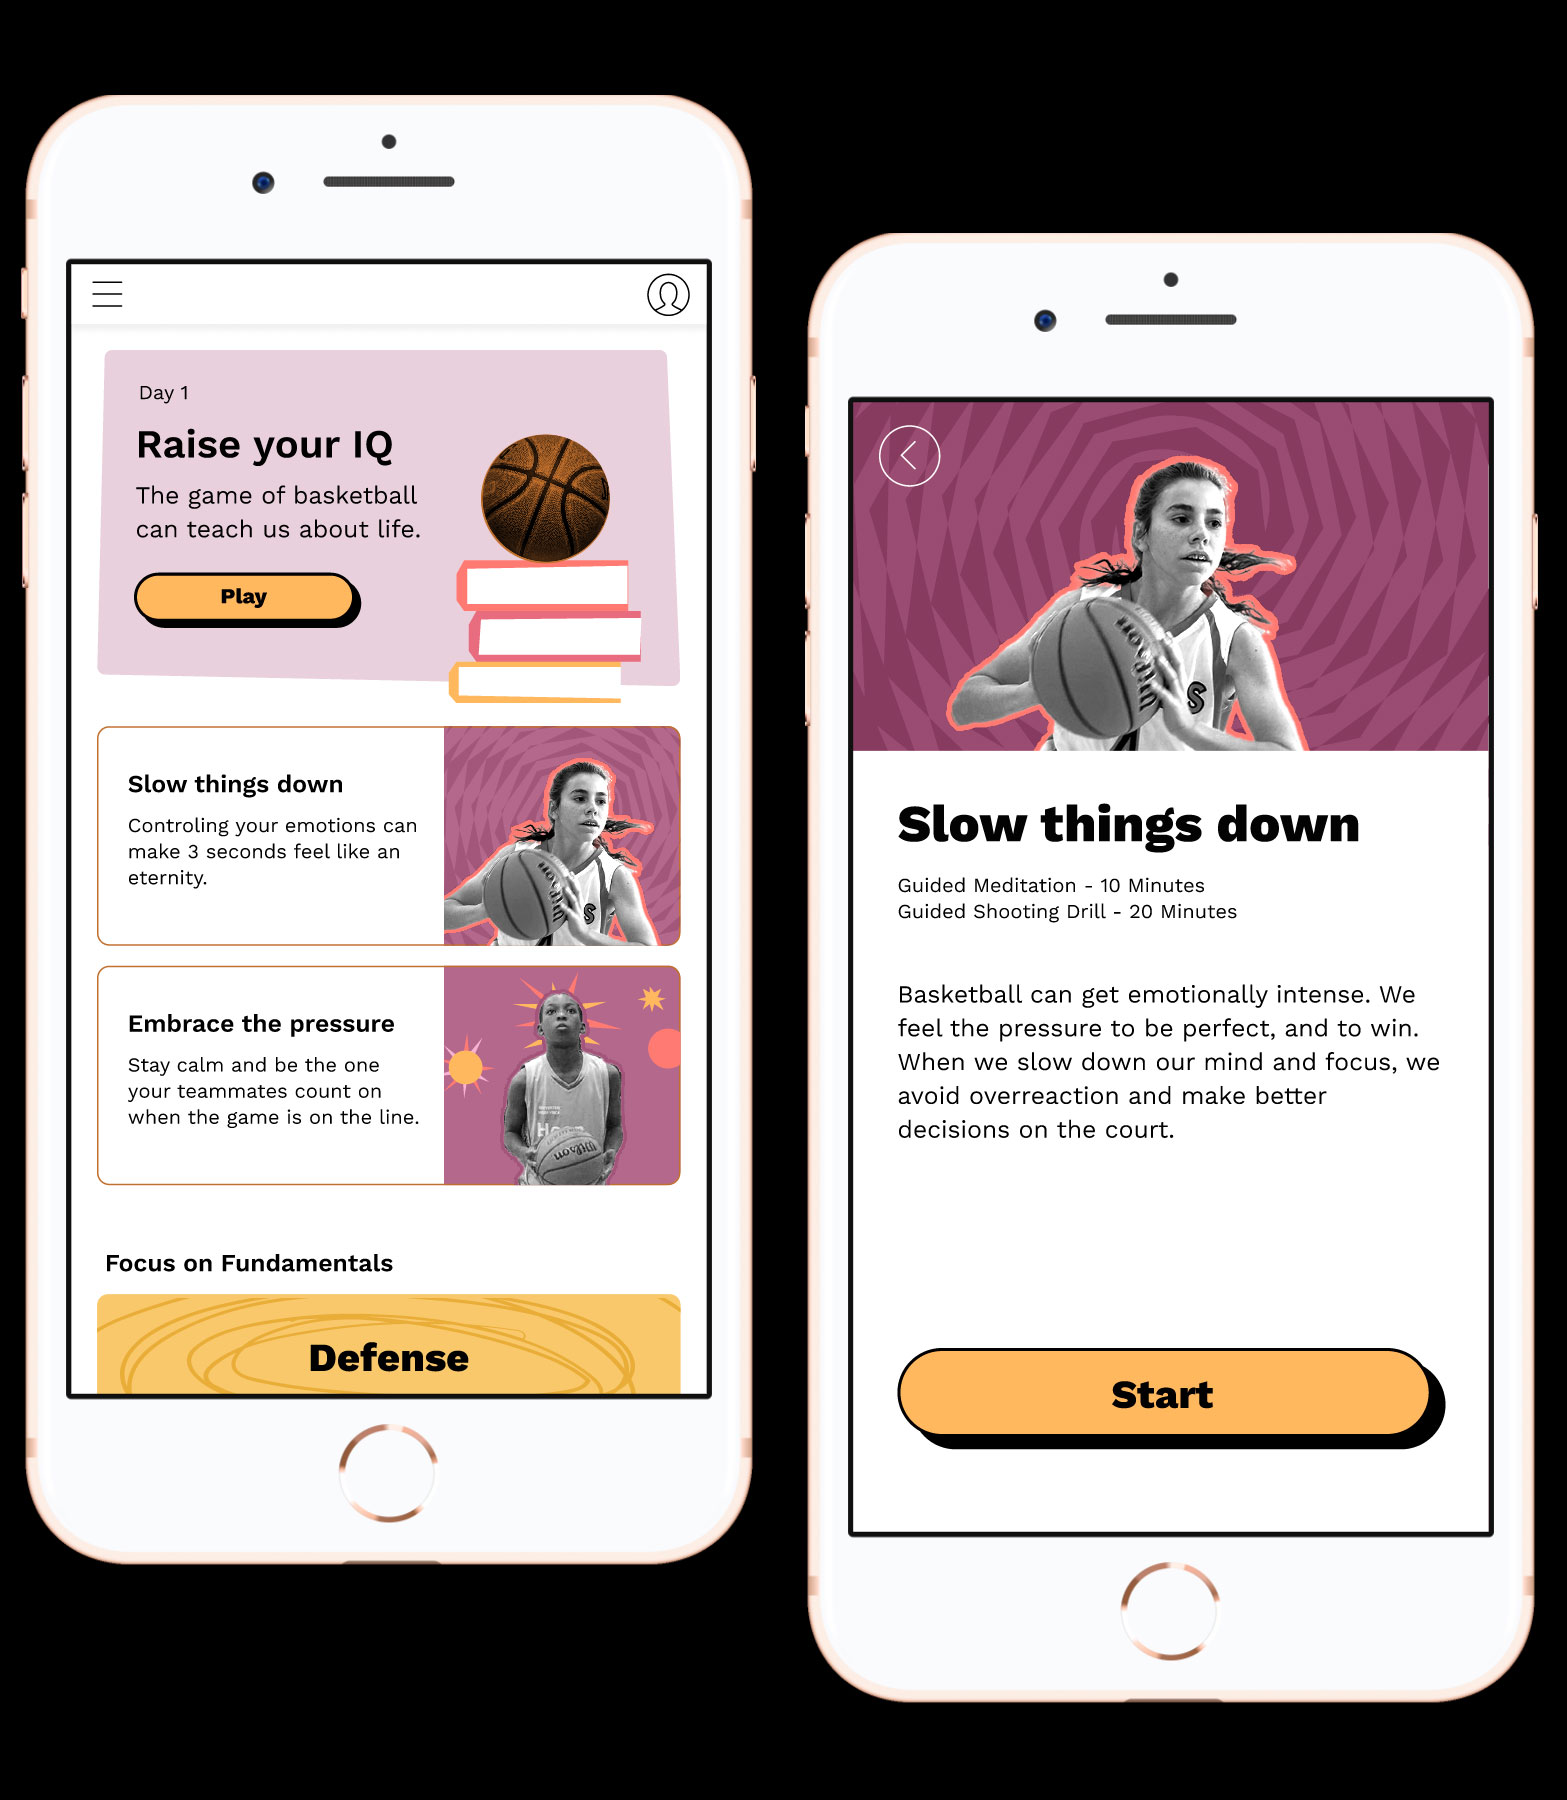 Day 1
Raise your IQ
The game of basketball
can teach us about life.
Play
Slow things down
Controling your emotions can
make 3 seconds feel like an
eternity.
Embrace the pressure
Stay calm and be the one
your teammates count on
when the game is on the line.
Wilson
Focus on Fundamentals
Defense
S
Slow things down
Guided Meditation - 10 Minutes
Guided Shooting Drill - 20 Minutes
Basketball can get emotionally intense. We
feel the pressure to be perfect, and to win.
When we slow down our mind and focus, we
avoid overreaction and make better
decisions on the court.
Start